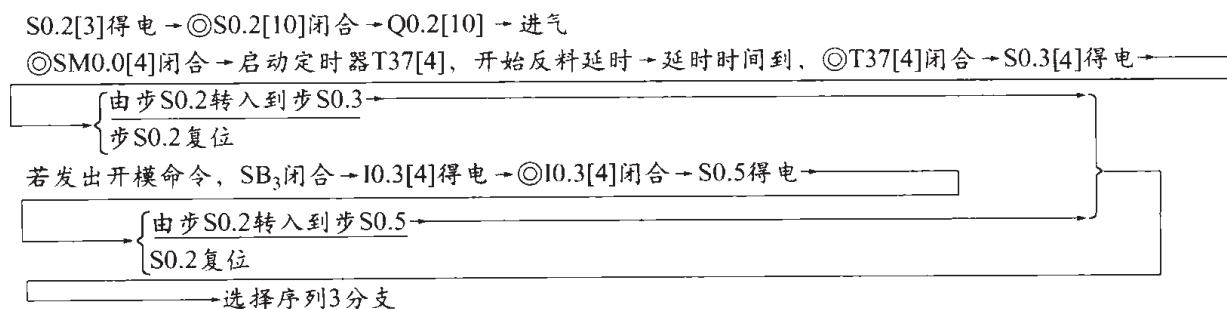 S0.2[3]得电→◎S0.2[10]闭合→Q0.2[10]→进气
◎SM0.0[4]闭合→启动定时器T37[4]，开始反料延时→延时时间到，◎T37[4]闭合→S0.3[4]得电→
由步S0.2转入到步S0.3
步S0.2复位
若发出开模命令，SB₃闭合→I0.3[4]得电→◎I0.3[4]闭合→S0.5得电→
由步S0.2转入到步S0.5
S0.2复位
→选择序列3分支